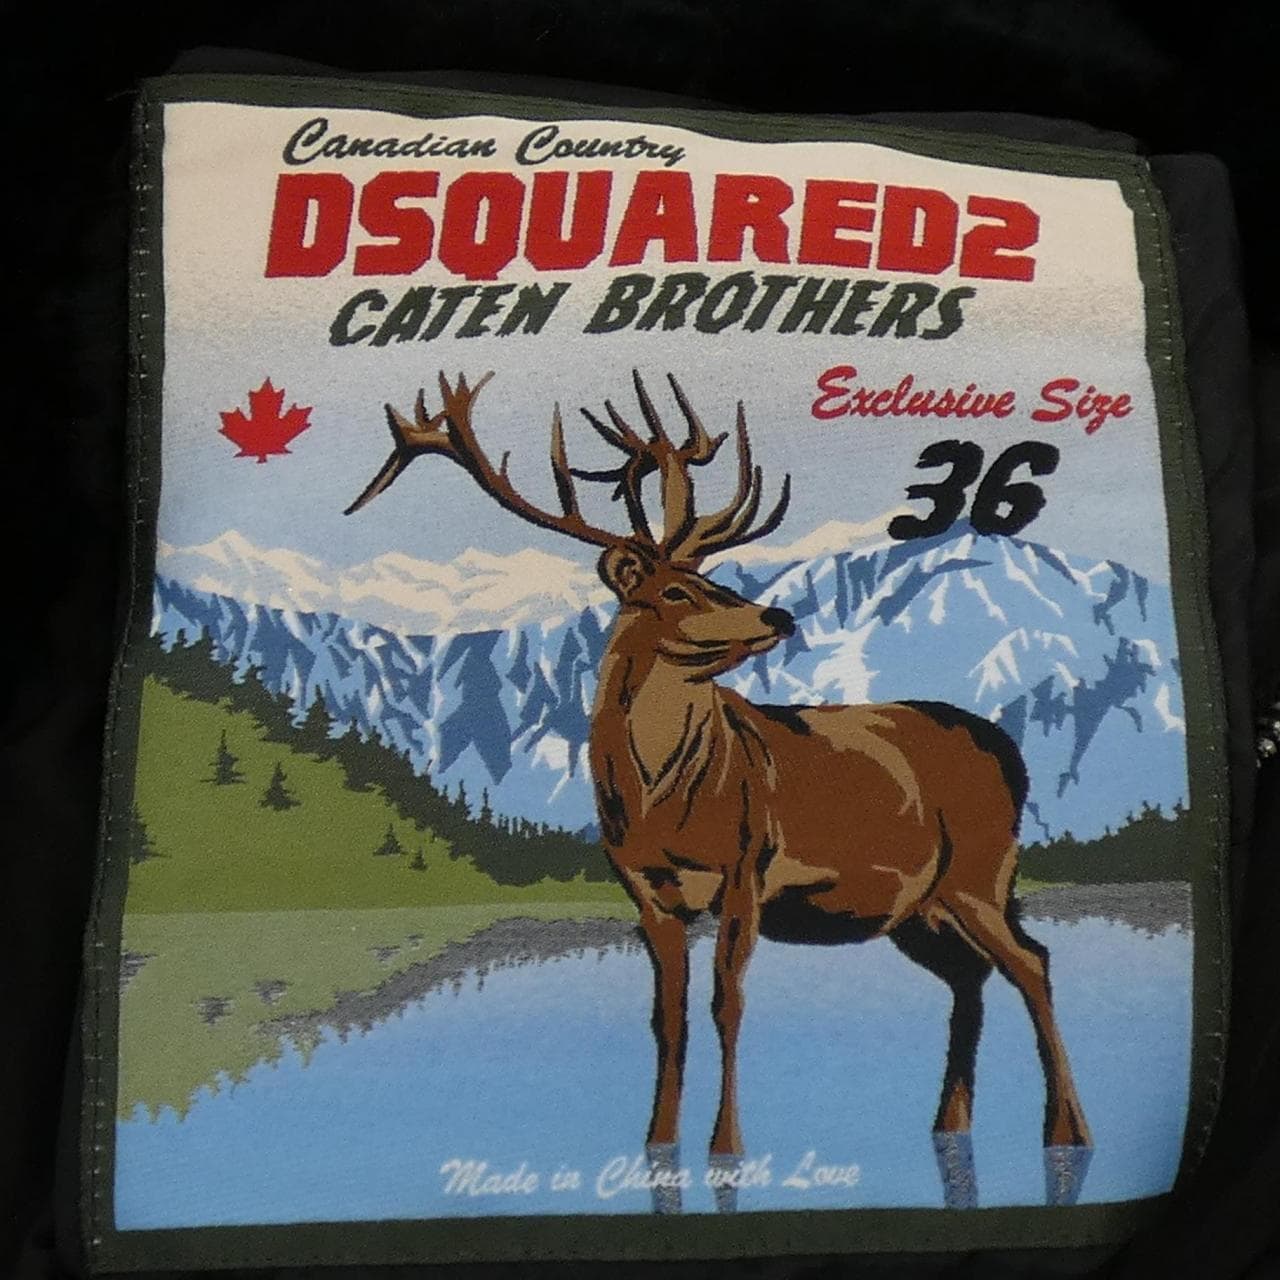 Canadian Country
DSQUARED2
CATEN BROTHERS
Exclusive Size
36
Made in China with Love